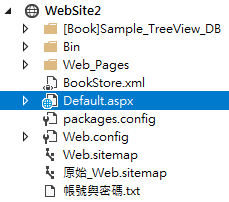 WebSite2
[Book]Sample_TreeView_DB
Bin
Web_Pages
BookStore.xml
Default.aspx
packages.config
Web.config
Web.sitemap
原始_Web.sitemap
帳號與密碼.txt